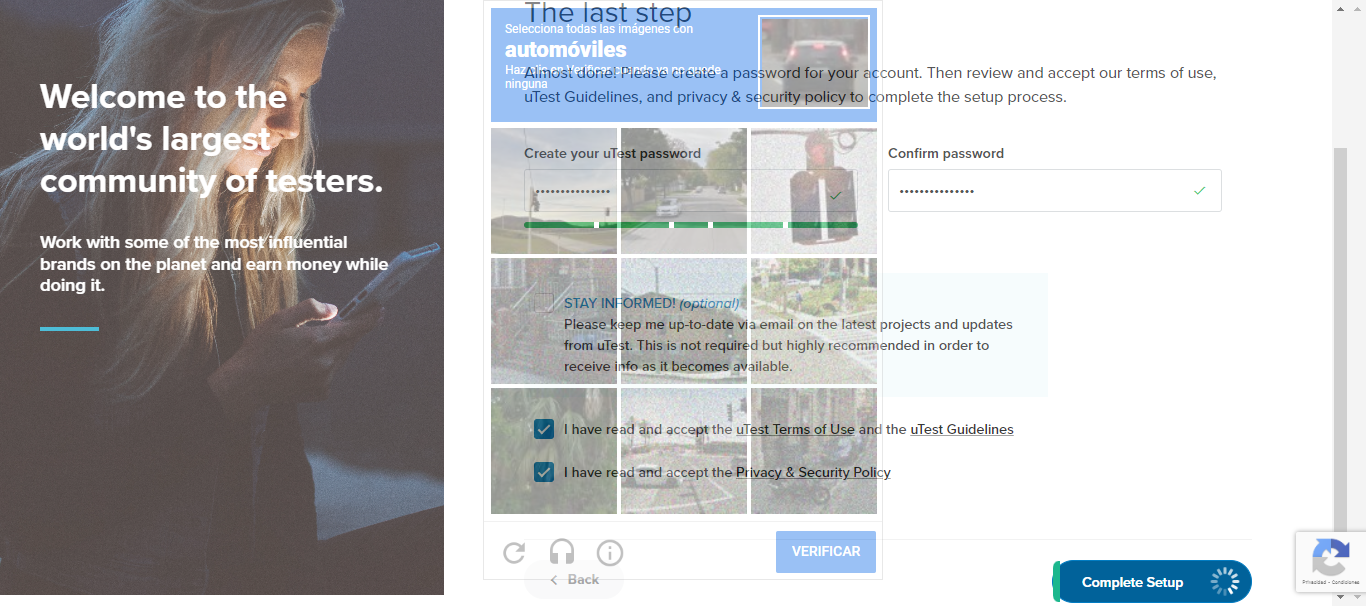 Welcome to the
world's largest
community of testers.
Work with some of the most influential
brands on the planet and earn money while
doing it.
The last step
Almost done! Please create a password for your account. Then review and accept our terms of use,
uTest Guidelines, and privacy & security policy to complete the setup process.
Selecciona todas las imágenes con
automóviles
Haz clic en Verificar cuando ya no quede
ninguna
Create your uTest password
Confirm password
•••••••••••••••
•••••••••••••••
STAY INFORMED! (optional)
Please keep me up-to-date via email on the latest projects and updates
from uTest. This is not required but highly recommended in order to
receive info as it becomes available.
I have read and accept the uTest Terms of Use and the uTest Guidelines
I have read and accept the Privacy & Security Policy
VERIFICAR
Back
Complete Setup
Privacidad - Condiciones